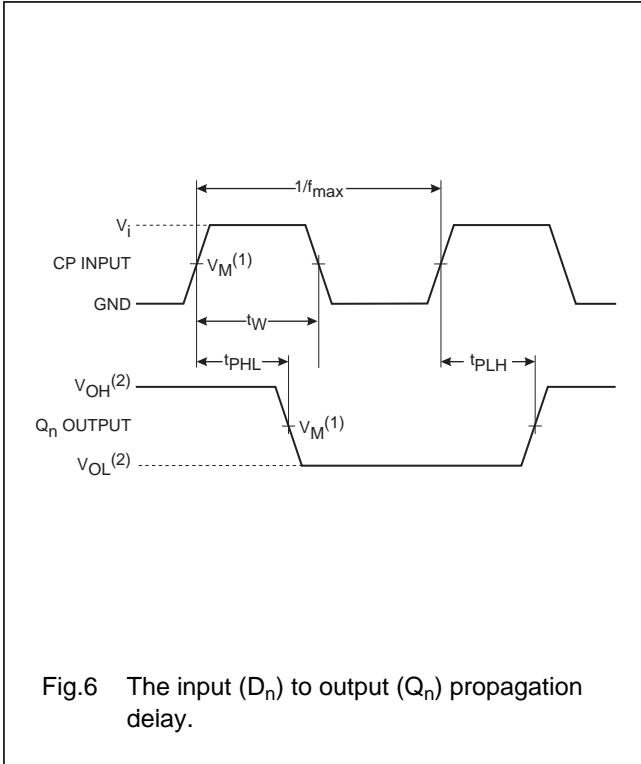 1/fmax
Vi
CP INPUT
VM(1)
GND
tW
tPHL
tPLH
VOH(2)
Qn OUTPUT
VM(1)
VOL(2)
Fig.6 The input (Dn) to output (Qn) propagation
delay.